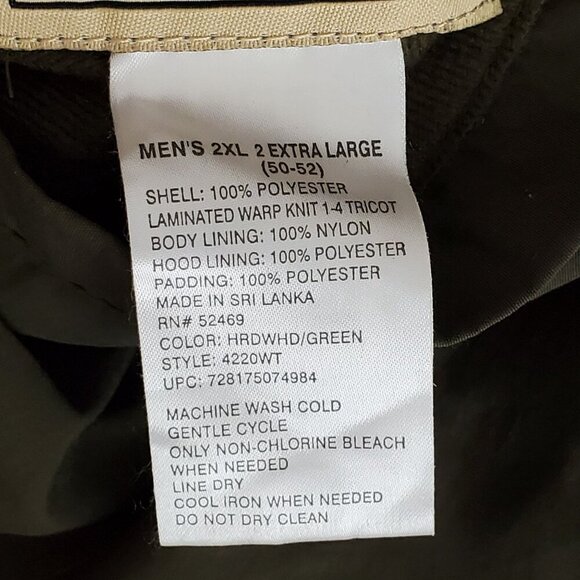 MEN'S 2XL 2 EXTRA LARGE
(50-52)
SHELL: 100% POLYESTER
LAMINATED WARP KNIT 1-4 TRICOT
BODY LINING: 100% NYLON
HOOD LINING: 100% POLYESTER
PADDING: 100% POLYESTER
MADE IN SRI LANKA
RN# 52469
COLOR: HRDWHD/GREEN
STYLE: 4220WT
UPC: 728175074984
MACHINE WASH COLD
GENTLE CYCLE
ONLY NON-CHLORINE BLEACH
WHEN NEEDED
LINE DRY
COOL IRON WHEN NEEDED
DO NOT DRY CLEAN